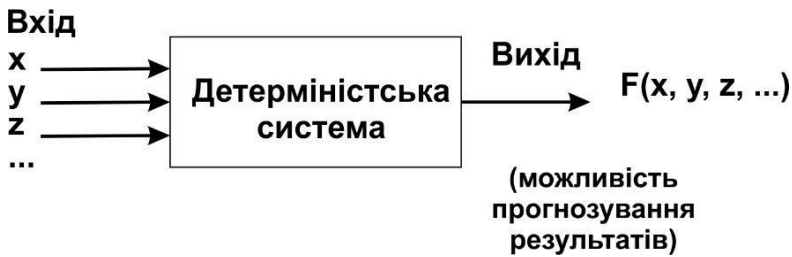 Вхід
x
y
z
...
Детерміністська
система
Вихід
F(x, y, z, ...)
(можливість
прогнозування
результатів)